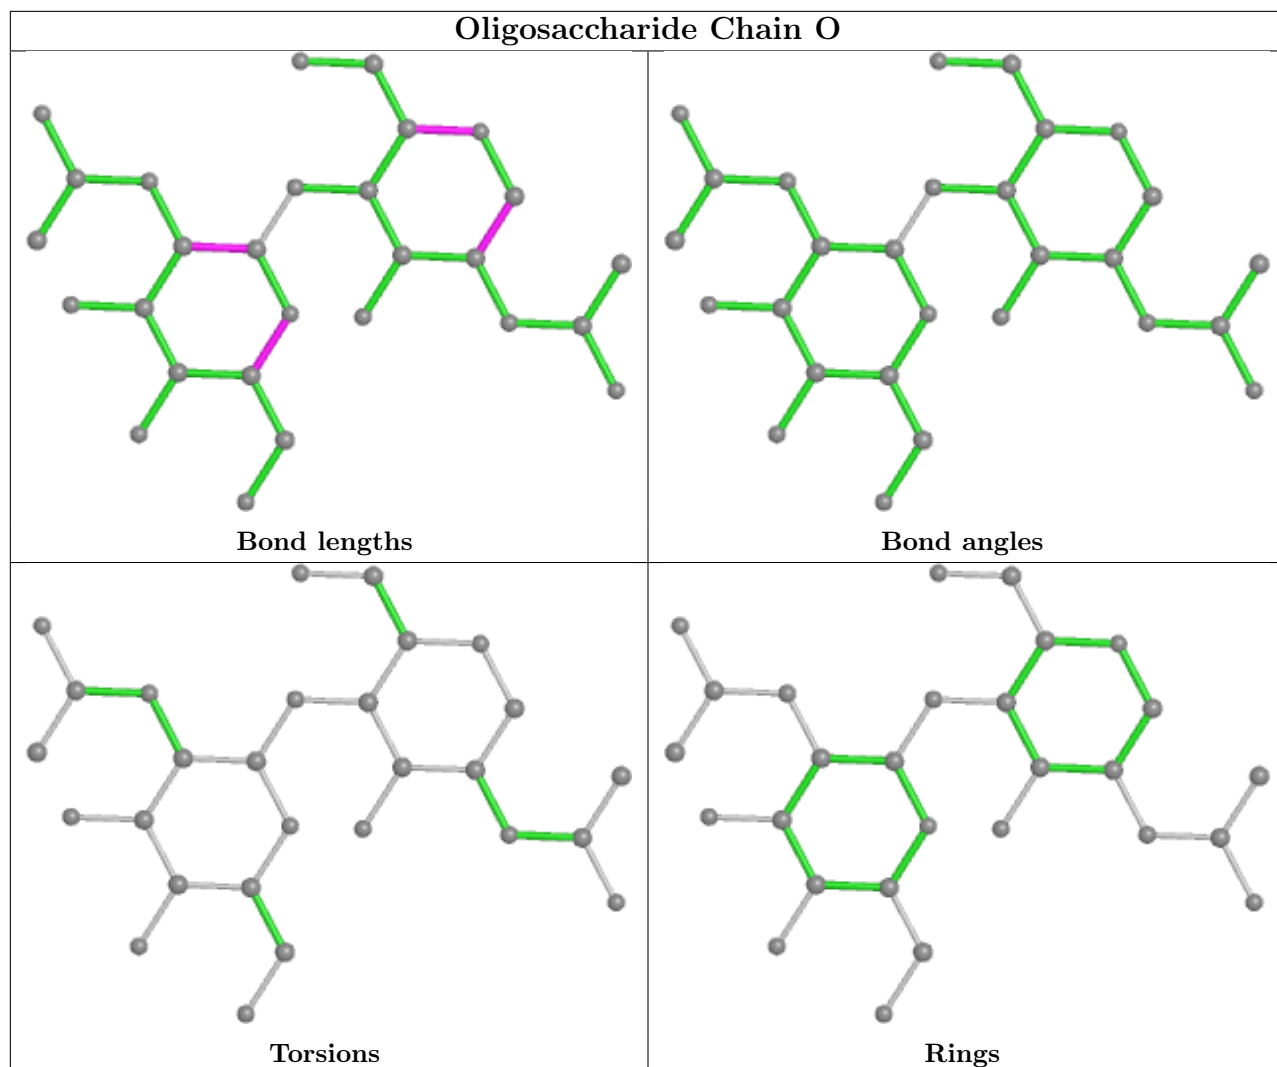 Oligosaccharide Chain O
Bond lengths
Bond angles
Torsions
Rings